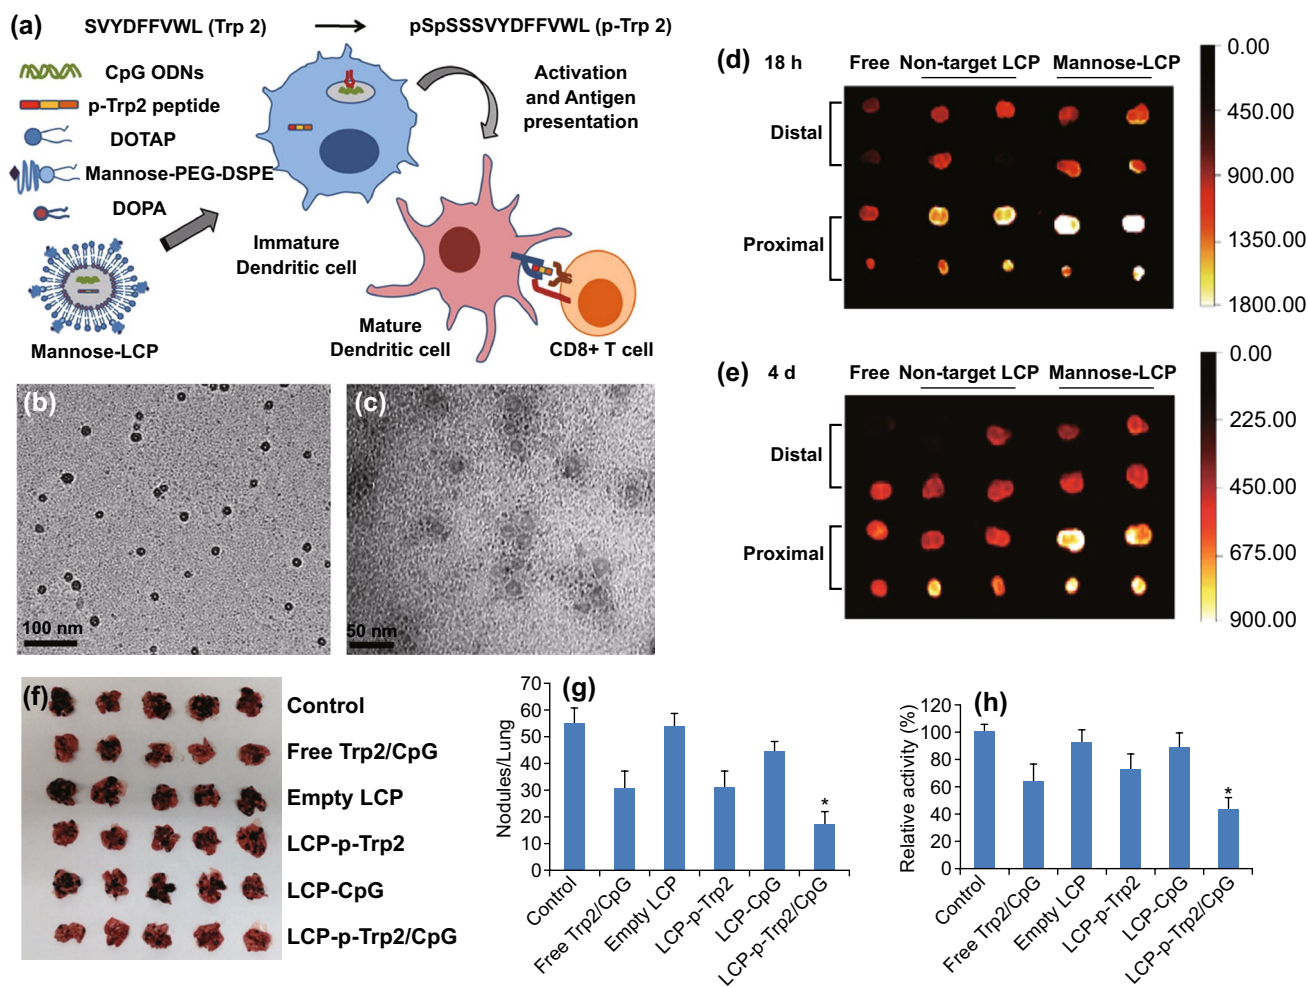 (a)
SVYDFFVWL (Trp 2)
pSpSSSVYDFFVWL (p-Trp 2)
CpG ODNs
p-Trp2 peptide
DOTAP
Mannose-PEG-DSPE
DOPA
Mannose-LCP
Immature
Dendritic cell
Activation
and Antigen
presentation
Mature
Dendritic cell
CD8+ T cell
(b)
100 nm
(c)
50 nm
(d)
18 h
Free
Non-target LCP
Mannose-LCP
Distal
Proximal
0.00
450.00
900.00
1350.00
1800.00
(e)
4 d
Free
Non-target LCP
Mannose-LCP
Distal
Proximal
0.00
225.00
450.00
675.00
900.00
(f)
Control
Free Trp2/CpG
Empty LCP
LCP-p-Trp2
LCP-CpG
LCP-p-Trp2/CpG
(g)
Nodules/Lung
70
60
50
40
30
20
10
0
*
Control
Free Trp2/CpG
Empty LCP
LCP-p-Trp2
LCP-CpG
LCP-p-Trp2/CpG
(h)
Relative activity (%)
120
100
80
60
40
20
0
*
Control
Free Trp2/CpG
Empty LCP
LCP-p-Trp2
LCP-CpG
LCP-p-Trp2/CpG